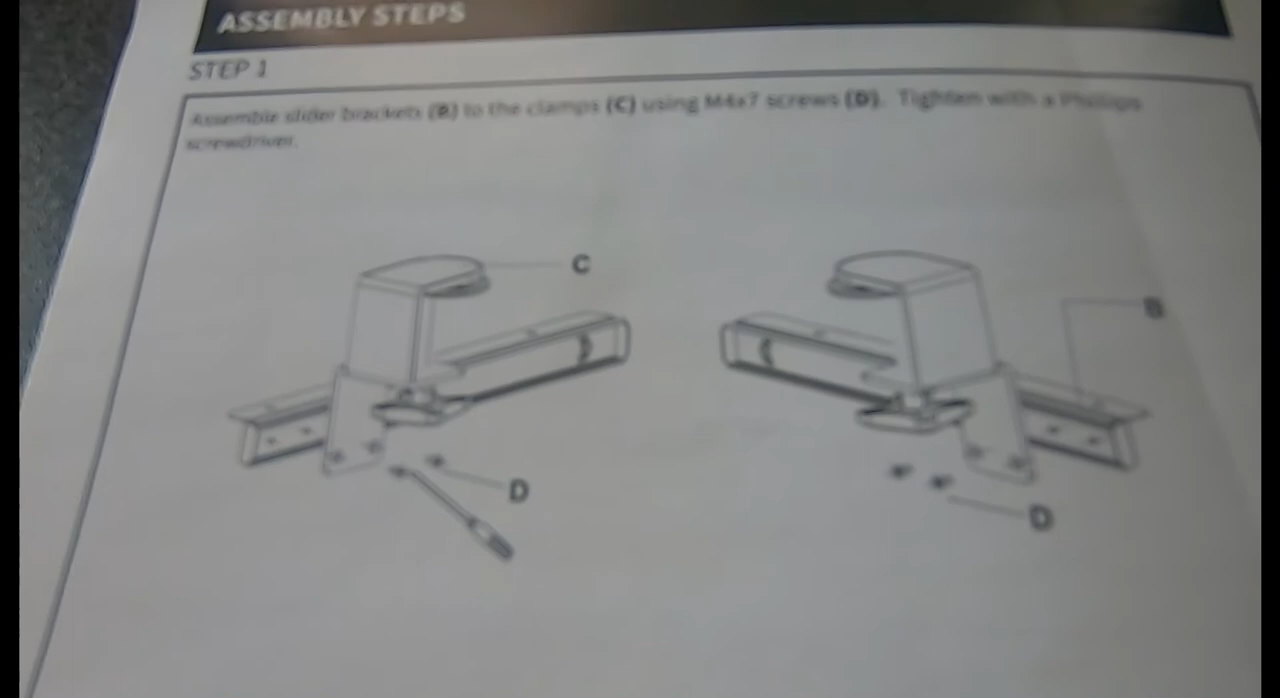 ASSEMBLY STEPS
STEP 1
Assemble slider brackets (B) to the clamps (C) using M4x7 screws (D). Tighten with a Phillips
screwdriver.
C
B
D
D